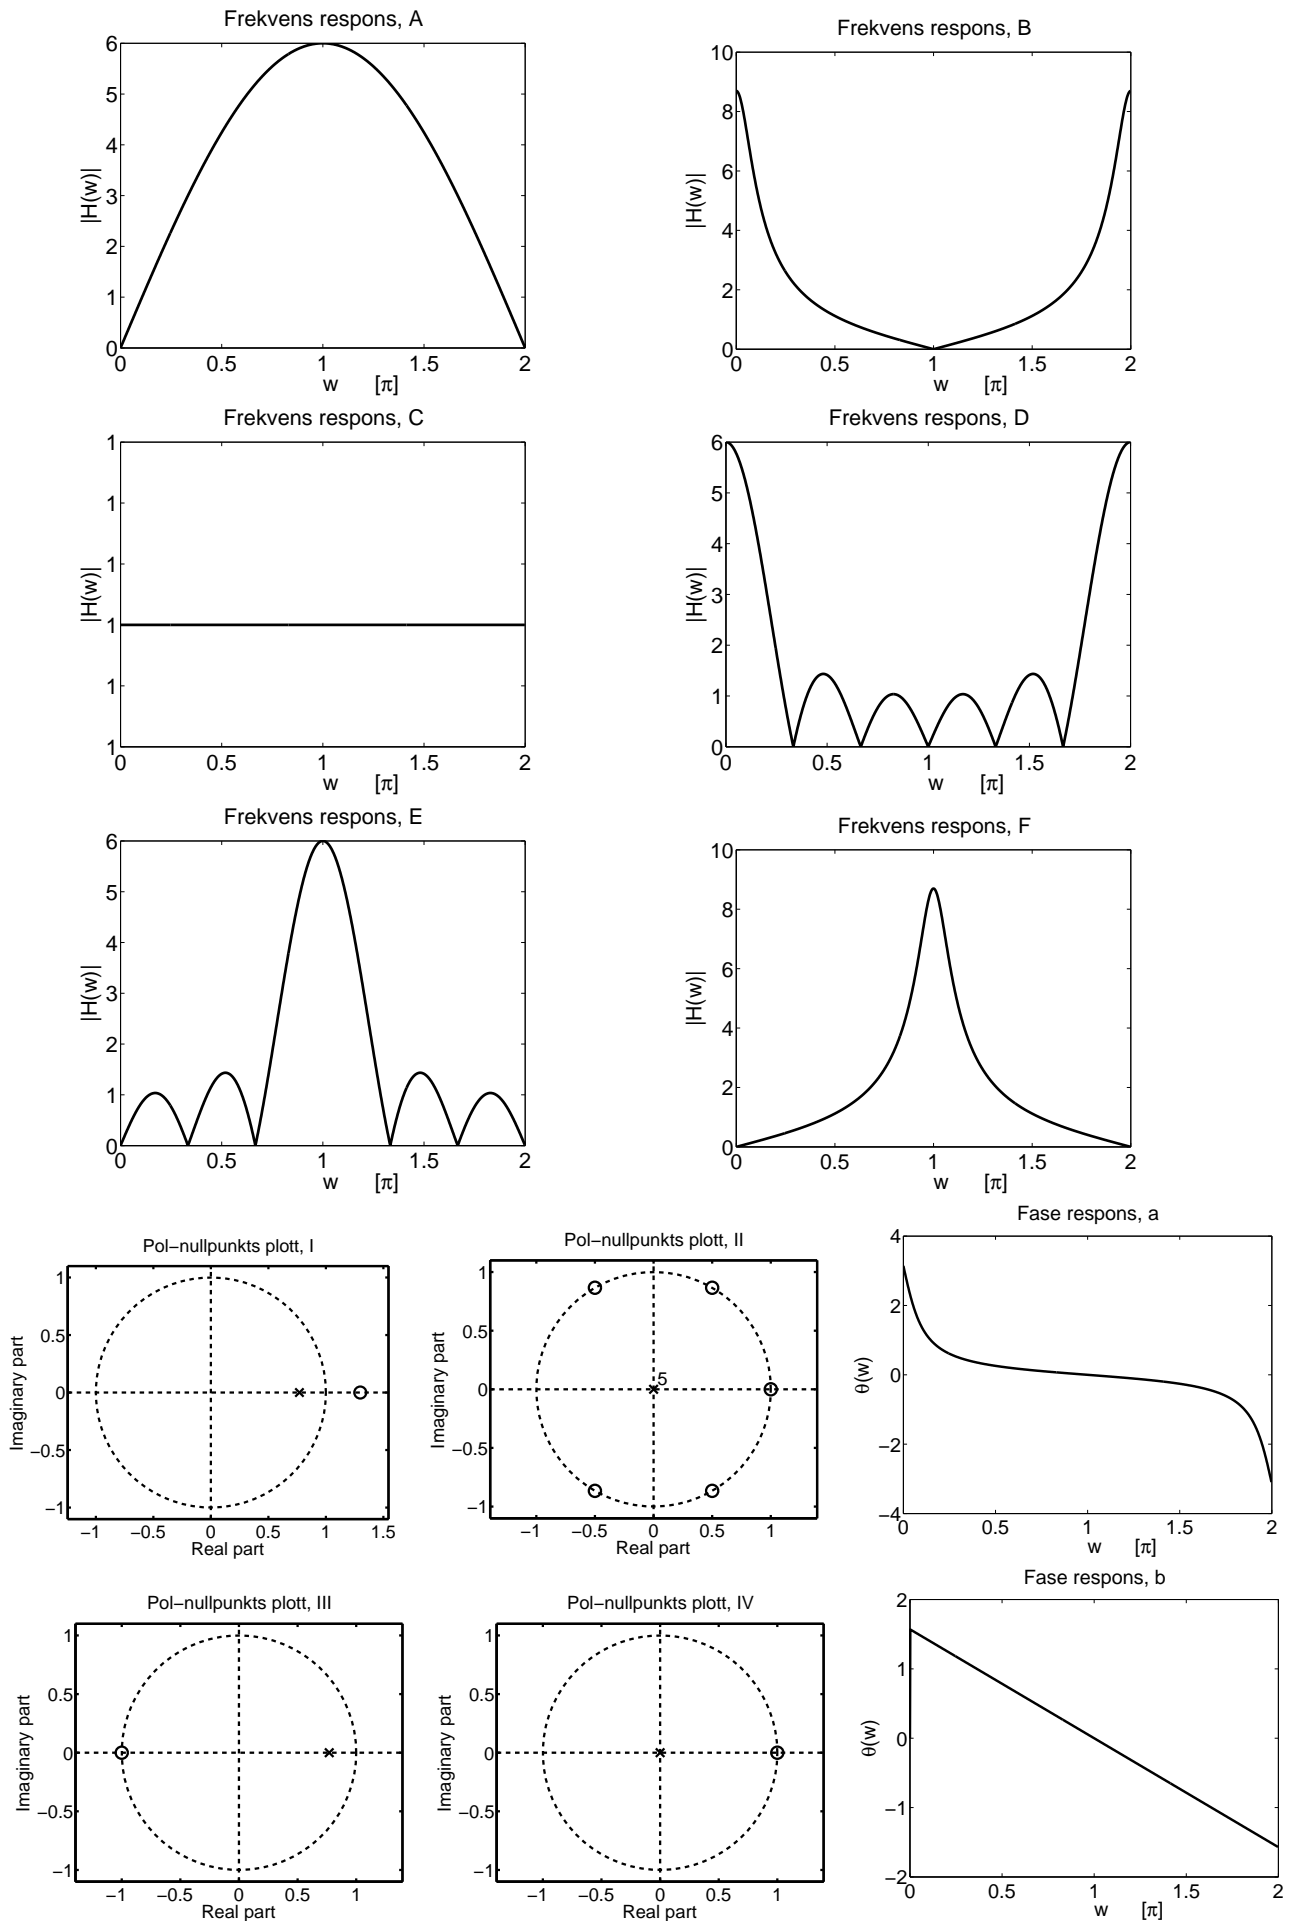 Frekvens respons, A
6
5
4
3
2
1
0
|H(w)|
0 0.5 1 1.5 2
w [π]
Frekvens respons, B
10
8
6
4
2
0
|H(w)|
0 0.5 1 1.5 2
w [π]
Frekvens respons, C
1
1
1
1
1
1
|H(w)|
0 0.5 1 1.5 2
w [π]
Frekvens respons, D
6
5
4
3
2
1
0
|H(w)|
0 0.5 1 1.5 2
w [π]
Frekvens respons, E
6
5
4
3
2
1
0
|H(w)|
0 0.5 1 1.5 2
w [π]
Frekvens respons, F
10
8
6
4
2
0
|H(w)|
0 0.5 1 1.5 2
w [π]
Pol−nullpunkts plott, I
1
0.5
0
−0.5
−1
Imaginary part
−1 −0.5 0 0.5 1 1.5
Real part
Pol−nullpunkts plott, II
1
0.5
0
−0.5
−1
Imaginary part
5
−1 −0.5 0 0.5 1
Real part
Fase respons, a
4
2
0
−2
−4
θ(w)
0 0.5 1 1.5 2
w [π]
Pol−nullpunkts plott, III
1
0.5
0
−0.5
−1
Imaginary part
−1 −0.5 0 0.5 1
Real part
Pol−nullpunkts plott, IV
1
0.5
0
−0.5
−1
Imaginary part
−1 −0.5 0 0.5 1
Real part
Fase respons, b
2
1
0
−1
−2
θ(w)
0 0.5 1 1.5 2
w [π]